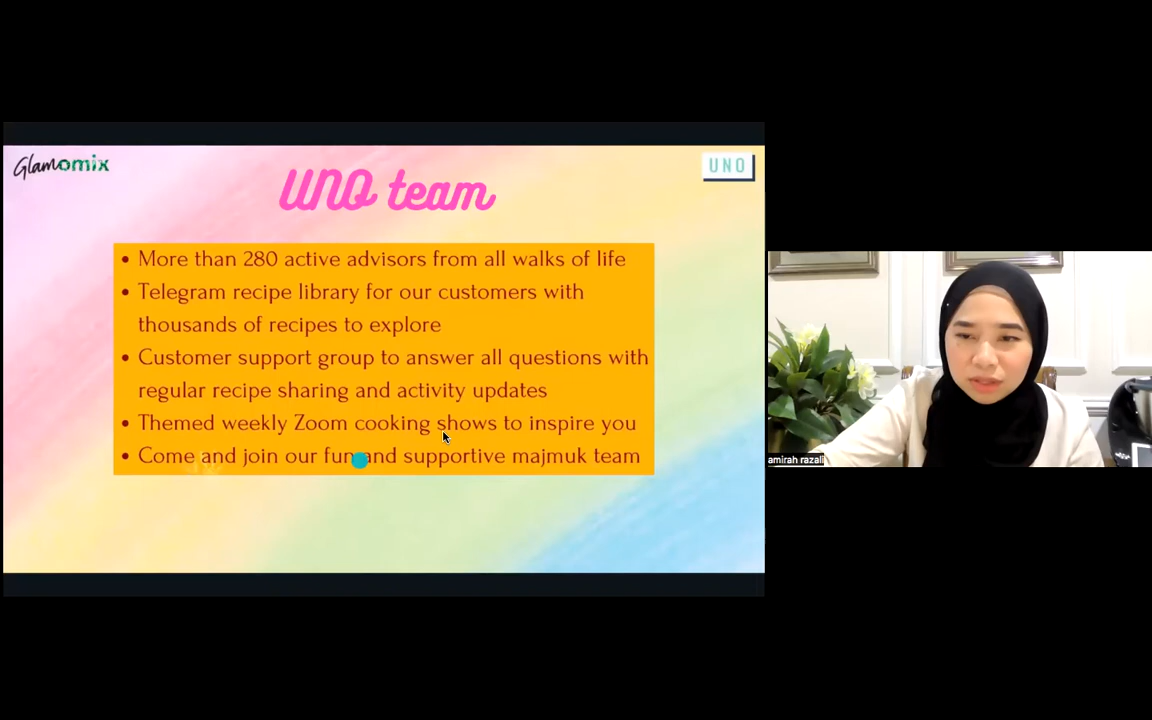 Glamomix
UNO
UNO team
• More than 280 active advisors from all walks of life
• Telegram recipe library for our customers with
thousands of recipes to explore
• Customer support group to answer all questions with
regular recipe sharing and activity updates
• Themed weekly Zoom cooking shows to inspire you
• Come and join our fun and supportive majmuk team
amirah razali